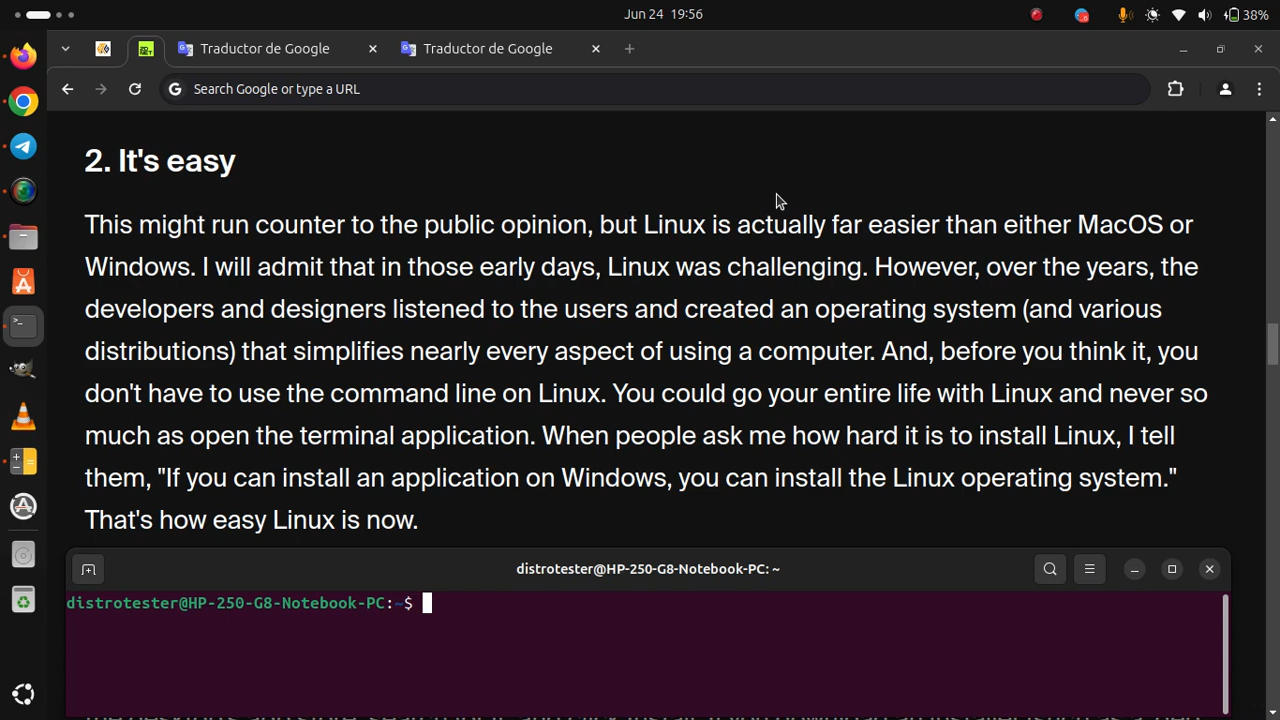 Jun 24 19:56
38%
Traductor de Google
Traductor de Google
Search Google or type a URL
2. It's easy
This might run counter to the public opinion, but Linux is actually far easier than either MacOS or
Windows. I will admit that in those early days, Linux was challenging. However, over the years, the
developers and designers listened to the users and created an operating system (and various
distributions) that simplifies nearly every aspect of using a computer. And, before you think it, you
don't have to use the command line on Linux. You could go your entire life with Linux and never so
much as open the terminal application. When people ask me how hard it is to install Linux, I tell
them, "If you can install an application on Windows, you can install the Linux operating system."
That's how easy Linux is now.
distrotester@HP-250-G8-Notebook-PC: ~
distrotester@HP-250-G8-Notebook-PC:~$